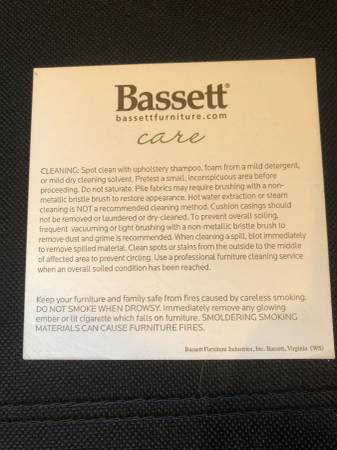 Bassett®
bassettfurniture.com
care
CLEANING: Spot clean with upholstery shampoo, foam from a mild detergent,
or mild dry cleaning solvent. Pretest a small, inconspicuous area before
proceeding. Do not saturate. Pile fabrics may require brushing with a non-
metallic bristle brush to restore appearance. Hot water extraction or steam
cleaning is NOT a recommended cleaning method. Cushion casings should
not be removed or laundered or dry-cleaned. To prevent overall soiling,
frequent vacuuming or light brushing with a non-metallic bristle brush to
remove dust and grime is recommended. When cleaning a spill, blot immediately
to remove spilled material. Clean spots or stains from the outside to the middle
of affected area to prevent circling. Use a professional furniture cleaning service
when an overall soiled condition has been reached.
Keep your furniture and family safe from fires caused by careless smoking.
DO NOT SMOKE WHEN DROWSY. Immediately remove any glowing
ember or lit cigarette which falls on furniture. SMOLDERING SMOKING
MATERIALS CAN CAUSE FURNITURE FIRES.
Bassett Furniture Industries, Inc. Bassett, Virginia (WS)